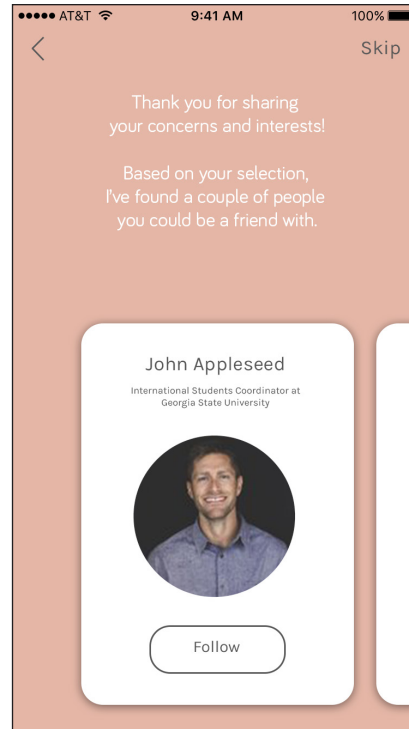 AT&T 9:41 AM 100%
Skip
Thank you for sharing
your concerns and interests!
Based on your selection,
I've found a couple of people
you could be a friend with.
John Appleseed
International Students Coordinator at
Georgia State University
Follow